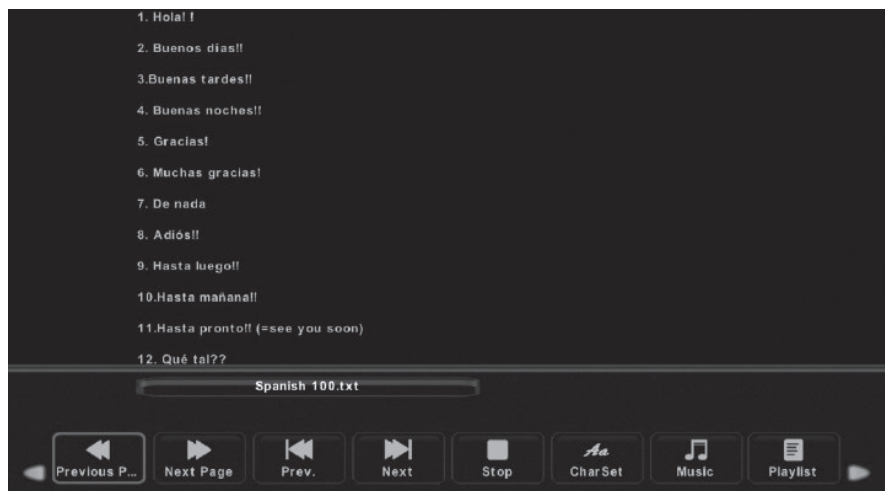 1. Hola! !
2. Buenos dias!!
3.Buenas tardes!!
4. Buenas noches!!
5. Gracias!
6. Muchas gracias!
7. De nada
8. Adiós!!
9. Hasta luego!!
10.Hasta mañana!!
11.Hasta pronto!! (=see you soon)
12. Qué tal??
Spanish 100.txt
Previous P... Next Page Prev. Next Stop Aa CharSet Music Playlist